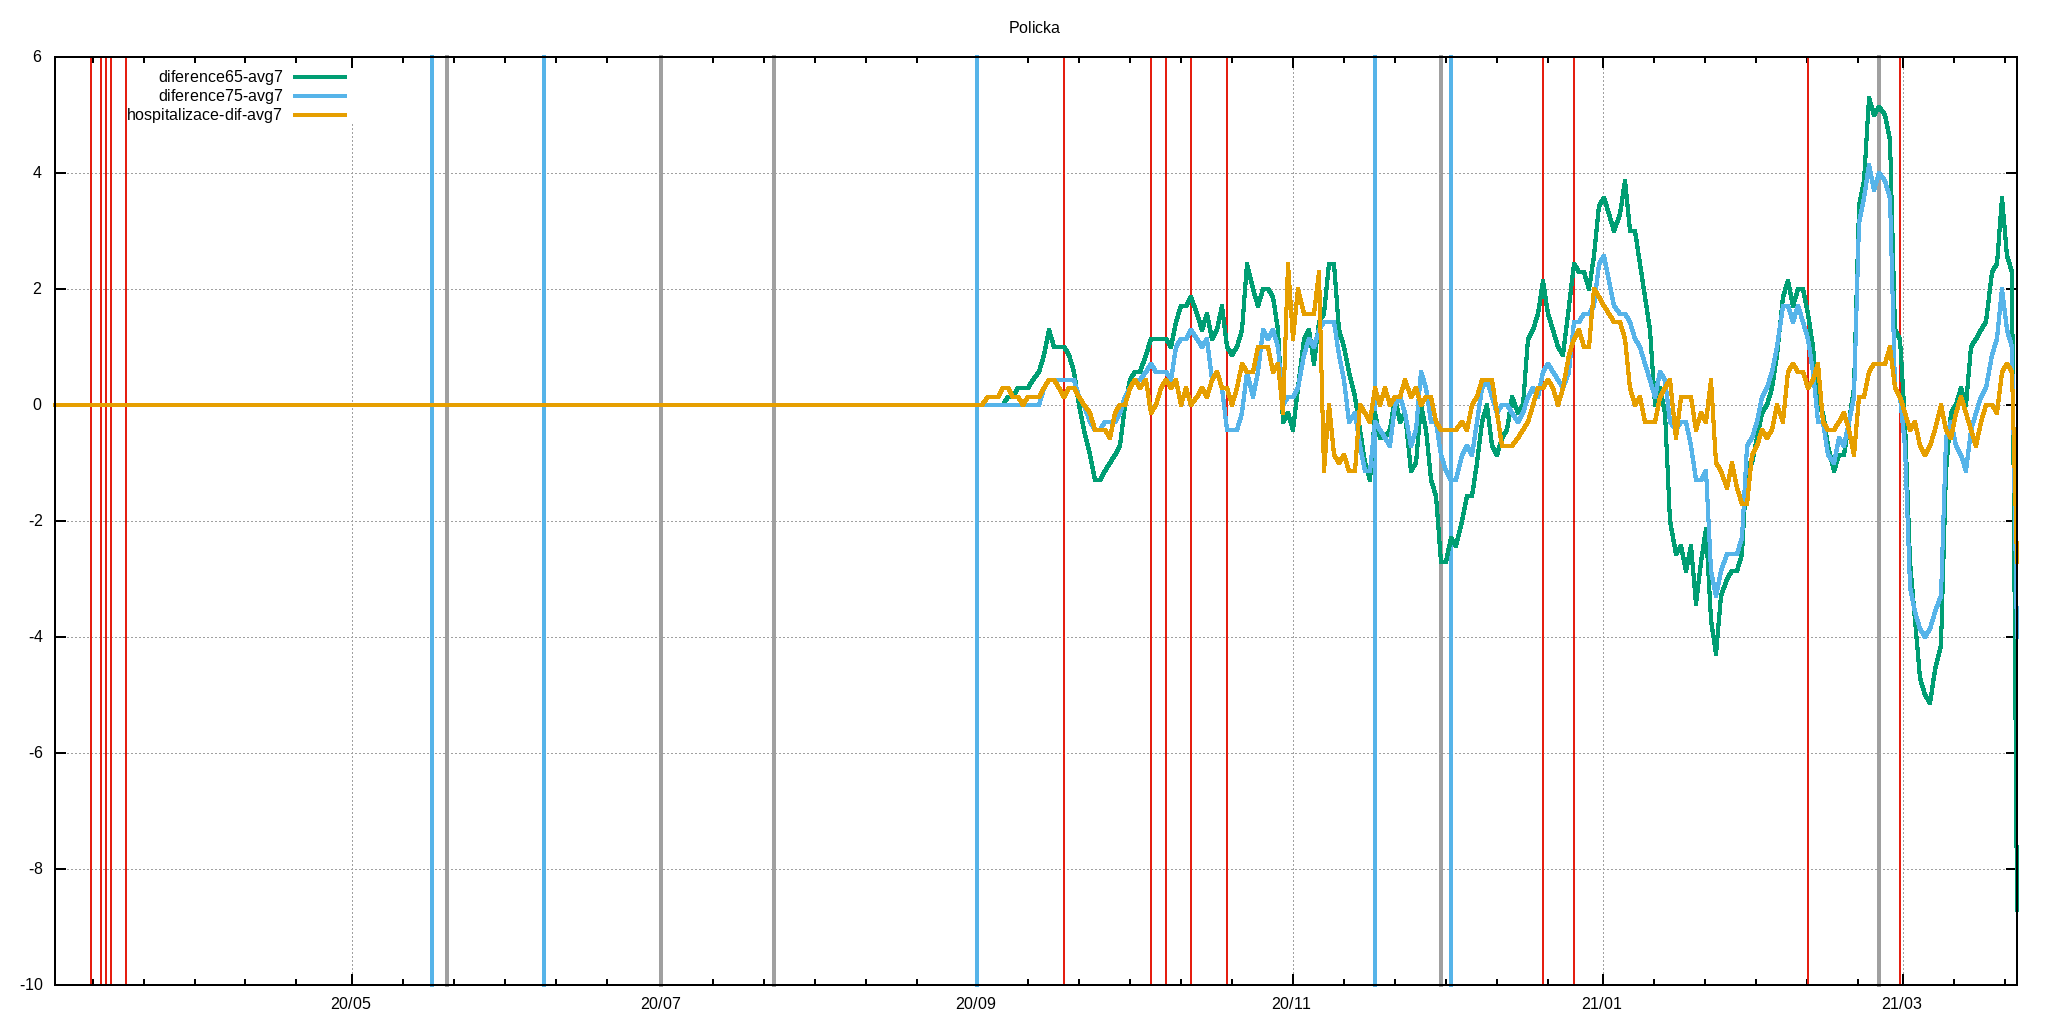 Policka
6
diference65-avg7
diference75-avg7
hospitalizace-dif-avg7
4
2
0
-2
-4
-6
-8
-10
20/05 20/07 20/09 20/11 21/01 21/03